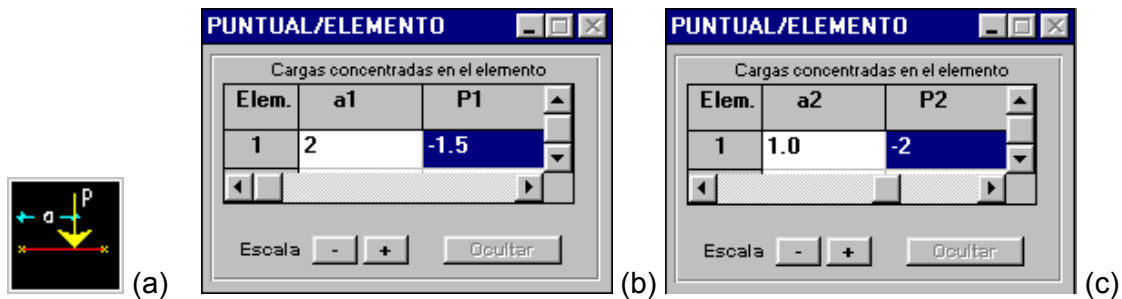 P
a
(a)
PUNTUAL/ELEMENTO
Cargas concentradas en el elemento
Elem. a1 P1
1 2 -1.5
Escala - + Ocultar
(b)
PUNTUAL/ELEMENTO
Cargas concentradas en el elemento
Elem. a2 P2
1 1.0 -2
Escala - + Ocultar
(c)